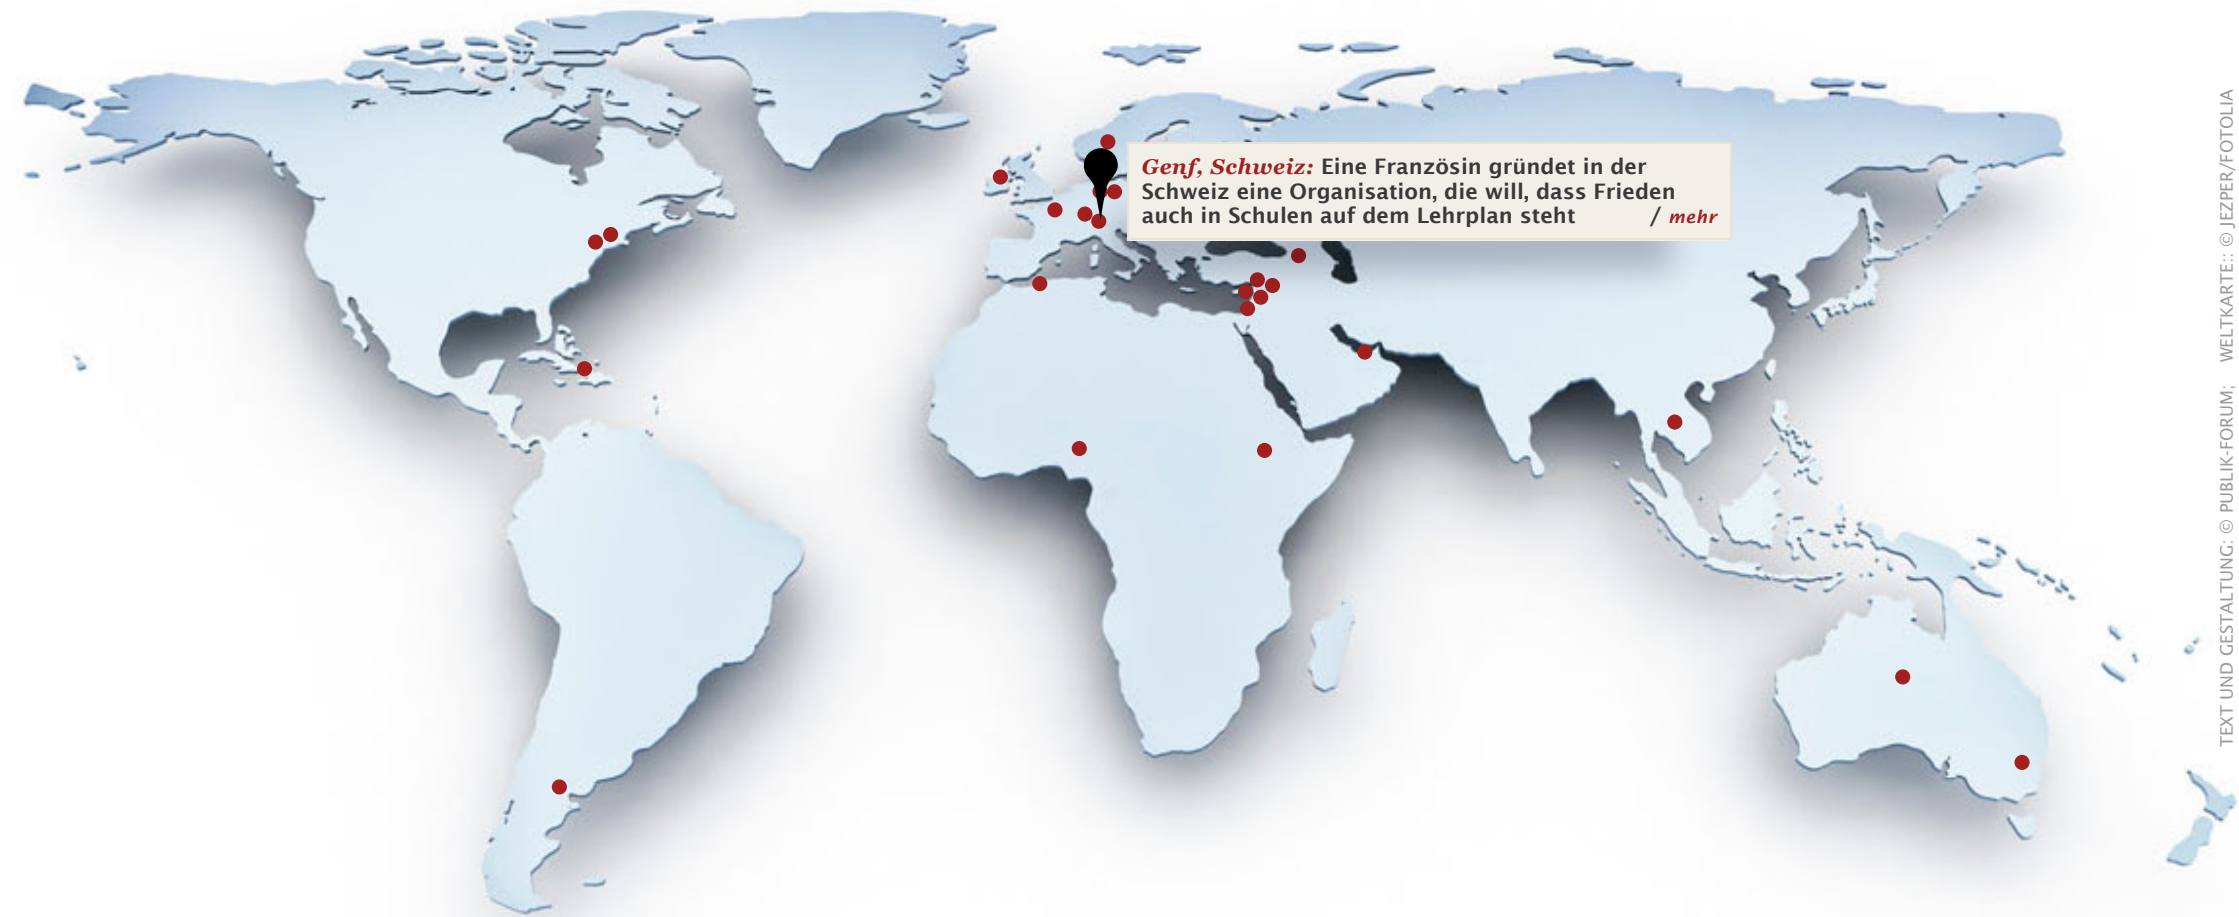 Genf, Schweiz: Eine Französin gründet in der
Schweiz eine Organisation, die will, dass Frieden
auch in Schulen auf dem Lehrplan steht / mehr
TEXT UND GESTALTUNG: © PUBLIK-FORUM; WELTKARTE:: © JEZPER/FOTOLIA